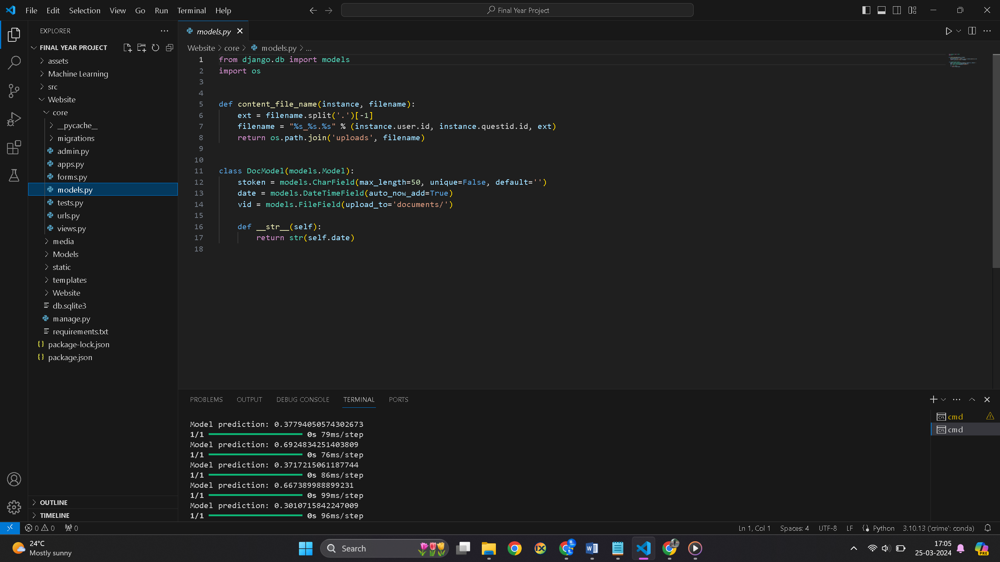 File Edit Selection View Go Run Terminal Help
Final Year Project
EXPLORER
FINAL YEAR PROJECT
assets
Machine Learning
src
Website
core
__pycache__
migrations
admin.py
apps.py
forms.py
models.py
tests.py
urls.py
views.py
media
Models
static
templates
Website
db.sqlite3
manage.py
requirements.txt
package-lock.json
package.json
OUTLINE
TIMELINE
models.py
Website > core > models.py > ...
1 from django.db import models
2 import os
3
4
5 def content_file_name(instance, filename):
6     ext = filename.split('.')[-1]
7     filename = "%s_%s.%s" % (instance.user.id, instance.questid.id, ext)
8     return os.path.join('uploads', filename)
9
10
11 class DocModel(models.Model):
12     stoken = models.CharField(max_length=50, unique=False, default='')
13     date = models.DateTimeField(auto_now_add=True)
14     vid = models.FileField(upload_to='documents/')
15
16     def __str__(self):
17         return str(self.date)
18
PROBLEMS OUTPUT DEBUG CONSOLE TERMINAL PORTS
Model prediction: 0.37794050574302673
1/1 0s 79ms/step
Model prediction: 0.6924834251403809
1/1 0s 76ms/step
Model prediction: 0.3717215061187744
1/1 0s 86ms/step
Model prediction: 0.667389988899231
1/1 0s 99ms/step
Model prediction: 0.3010715842247009
1/1 0s 96ms/step
cmd
cmd
0 0 0
Ln 1, Col 1 Spaces: 4 UTF-8 LF Python 3.10.13 ('crime': conda)
24°C
Mostly sunny
Search
17:05
25-03-2024
PRE